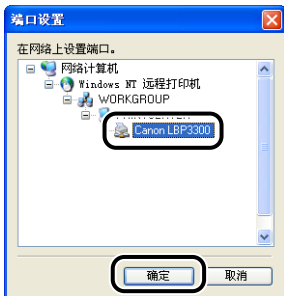 端口设置
在网络上设置端口。
网络计算机
Windows NT 远程打印机
WORKGROUP
Canon LBP3300
确定
取消